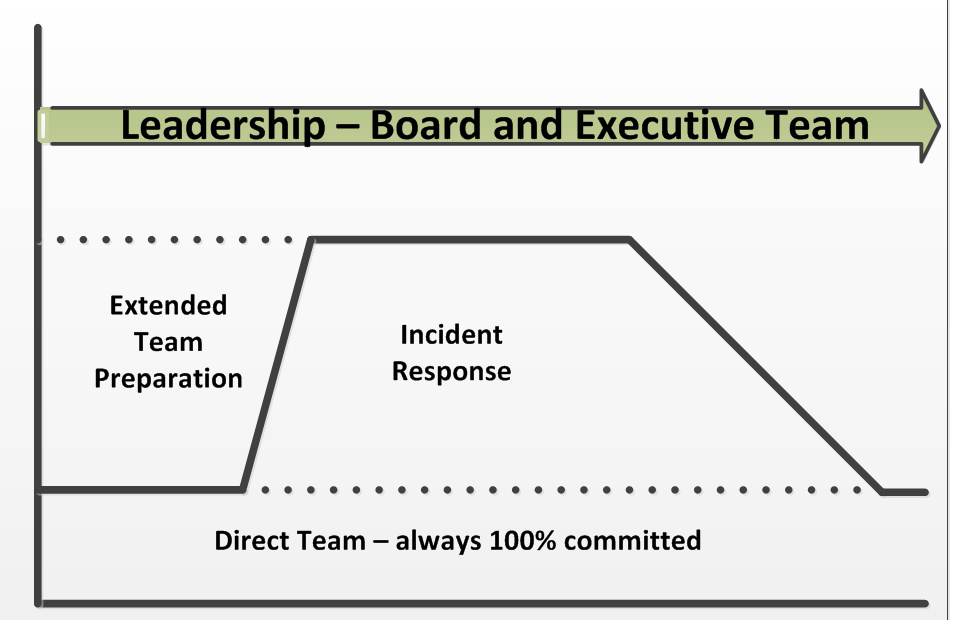 Leadership – Board and Executive Team
Extended
Team
Preparation
Incident
Response
Direct Team – always 100% committed